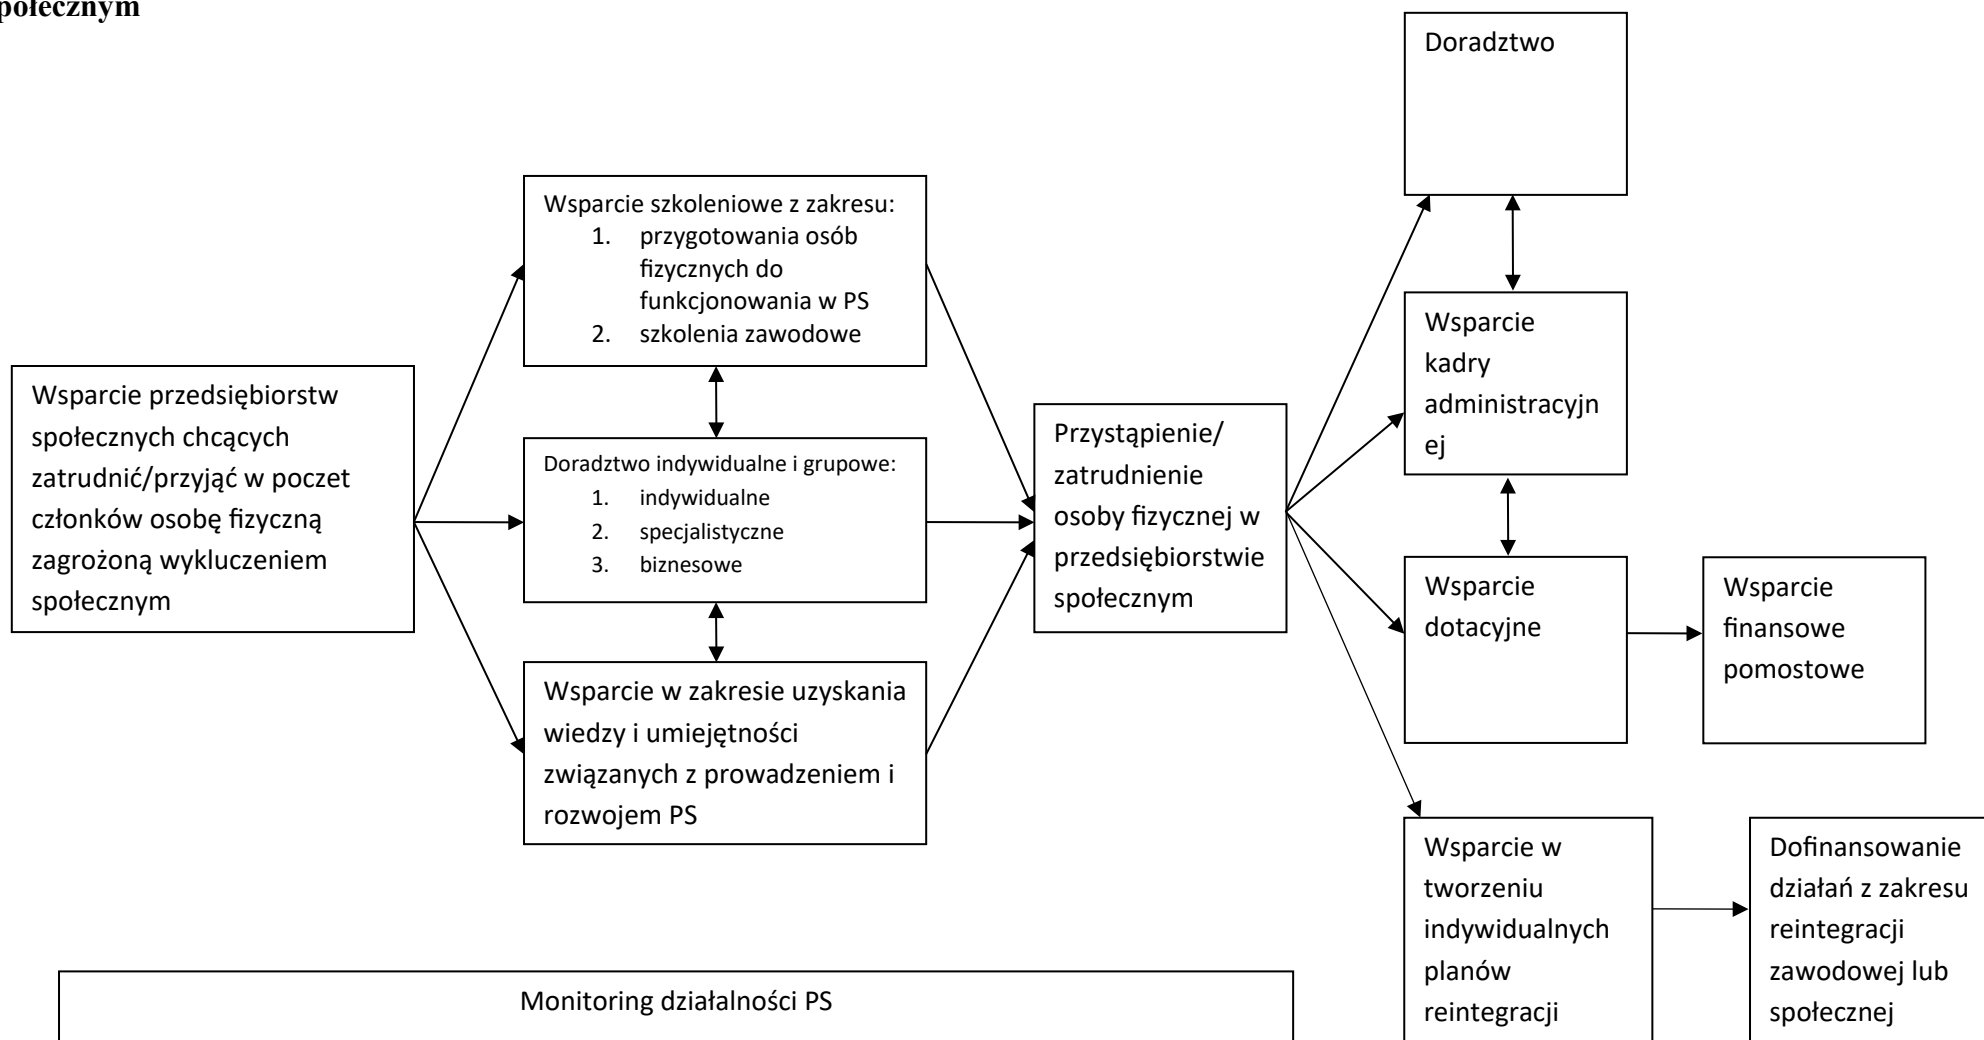 społecznym
Doradztwo
Wsparcie szkoleniowe z zakresu:
1. przygotowania osób
fizycznych do
funkcjonowania w PS
2. szkolenia zawodowe
Wsparcie
kadry
administracyjn
ej
Wsparcie przedsiębiorstw
społecznych chcących
zatrudnić/przyjąć w poczet
członków osobę fizyczną
zagrożoną wykluczeniem
społecznym
Doradztwo indywidualne i grupowe:
1. indywidualne
2. specjalistyczne
3. biznesowe
Przystąpienie/
zatrudnienie
osoby fizycznej w
przedsiębiorstwie
społecznym
Wsparcie
dotacyjne
Wsparcie
finansowe
pomostowe
Wsparcie w zakresie uzyskania
wiedzy i umiejętności
związanych z prowadzeniem i
rozwojem PS
Wsparcie w
tworzeniu
indywidualnych
planów
reintegracji
Dofinansowanie
działań z zakresu
reintegracji
zawodowej lub
społecznej
Monitoring działalności PS